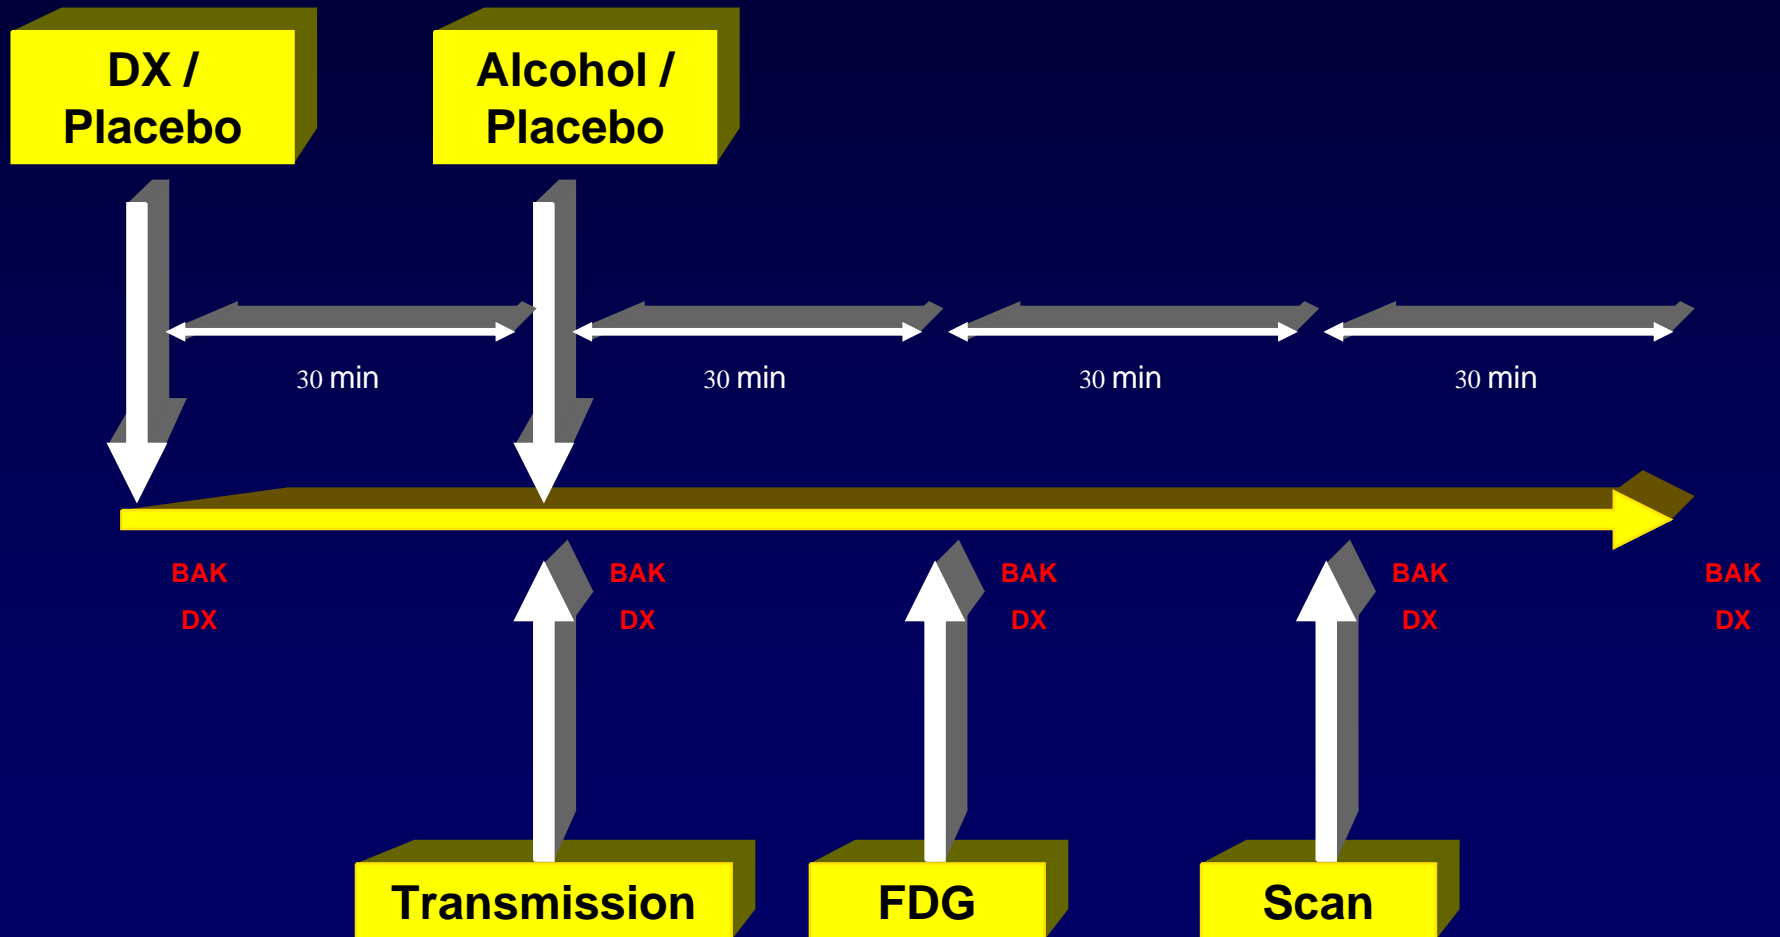 DX /
Placebo
Alcohol /
Placebo
30 min
30 min
30 min
30 min
BAK
DX
BAK
DX
BAK
DX
BAK
DX
BAK
DX
Transmission
FDG
Scan